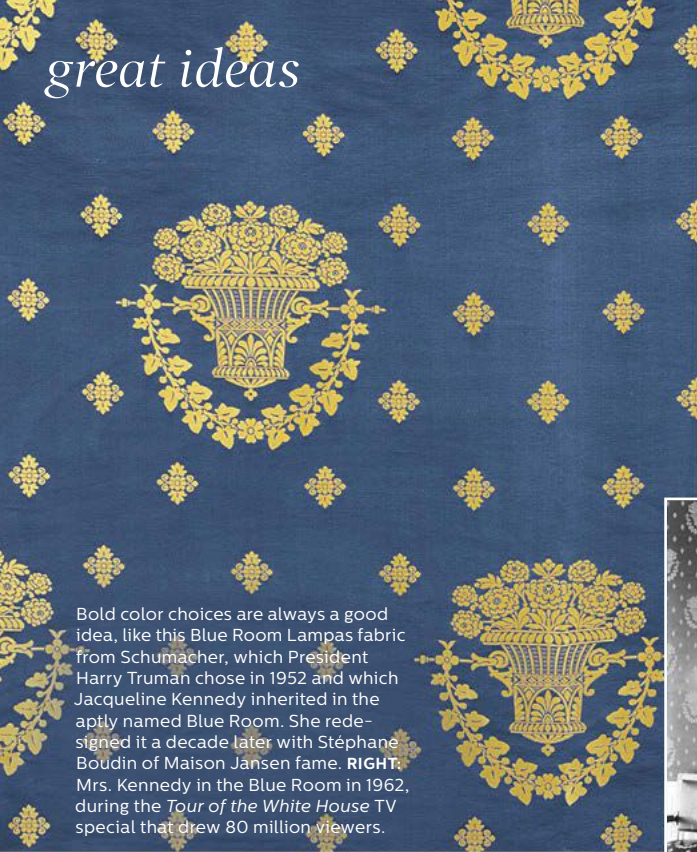 great ideas
Bold color choices are always a good
idea, like this Blue Room Lampas fabric
from Schumacher, which President
Harry Truman chose in 1952 and which
Jacqueline Kennedy inherited in the
aptly named Blue Room. She rede-
signed it a decade later with Stéphane
Boudin of Maison Jansen fame. RIGHT:
Mrs. Kennedy in the Blue Room in 1962,
during the Tour of the White House TV
special that drew 80 million viewers.